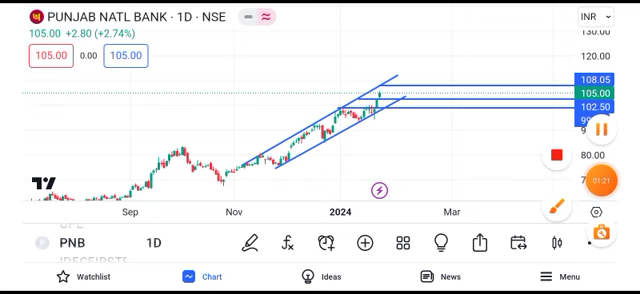 PUNJAB NATL BANK · 1D · NSE
INR
105.00 +2.80 (+2.74%)
105.00 0.00 105.00
130.00
120.00
108.05
105.00
102.50
80.00
01:21
Sep Nov 2024 Mar
PNB 1D
Watchlist Chart Ideas News Menu